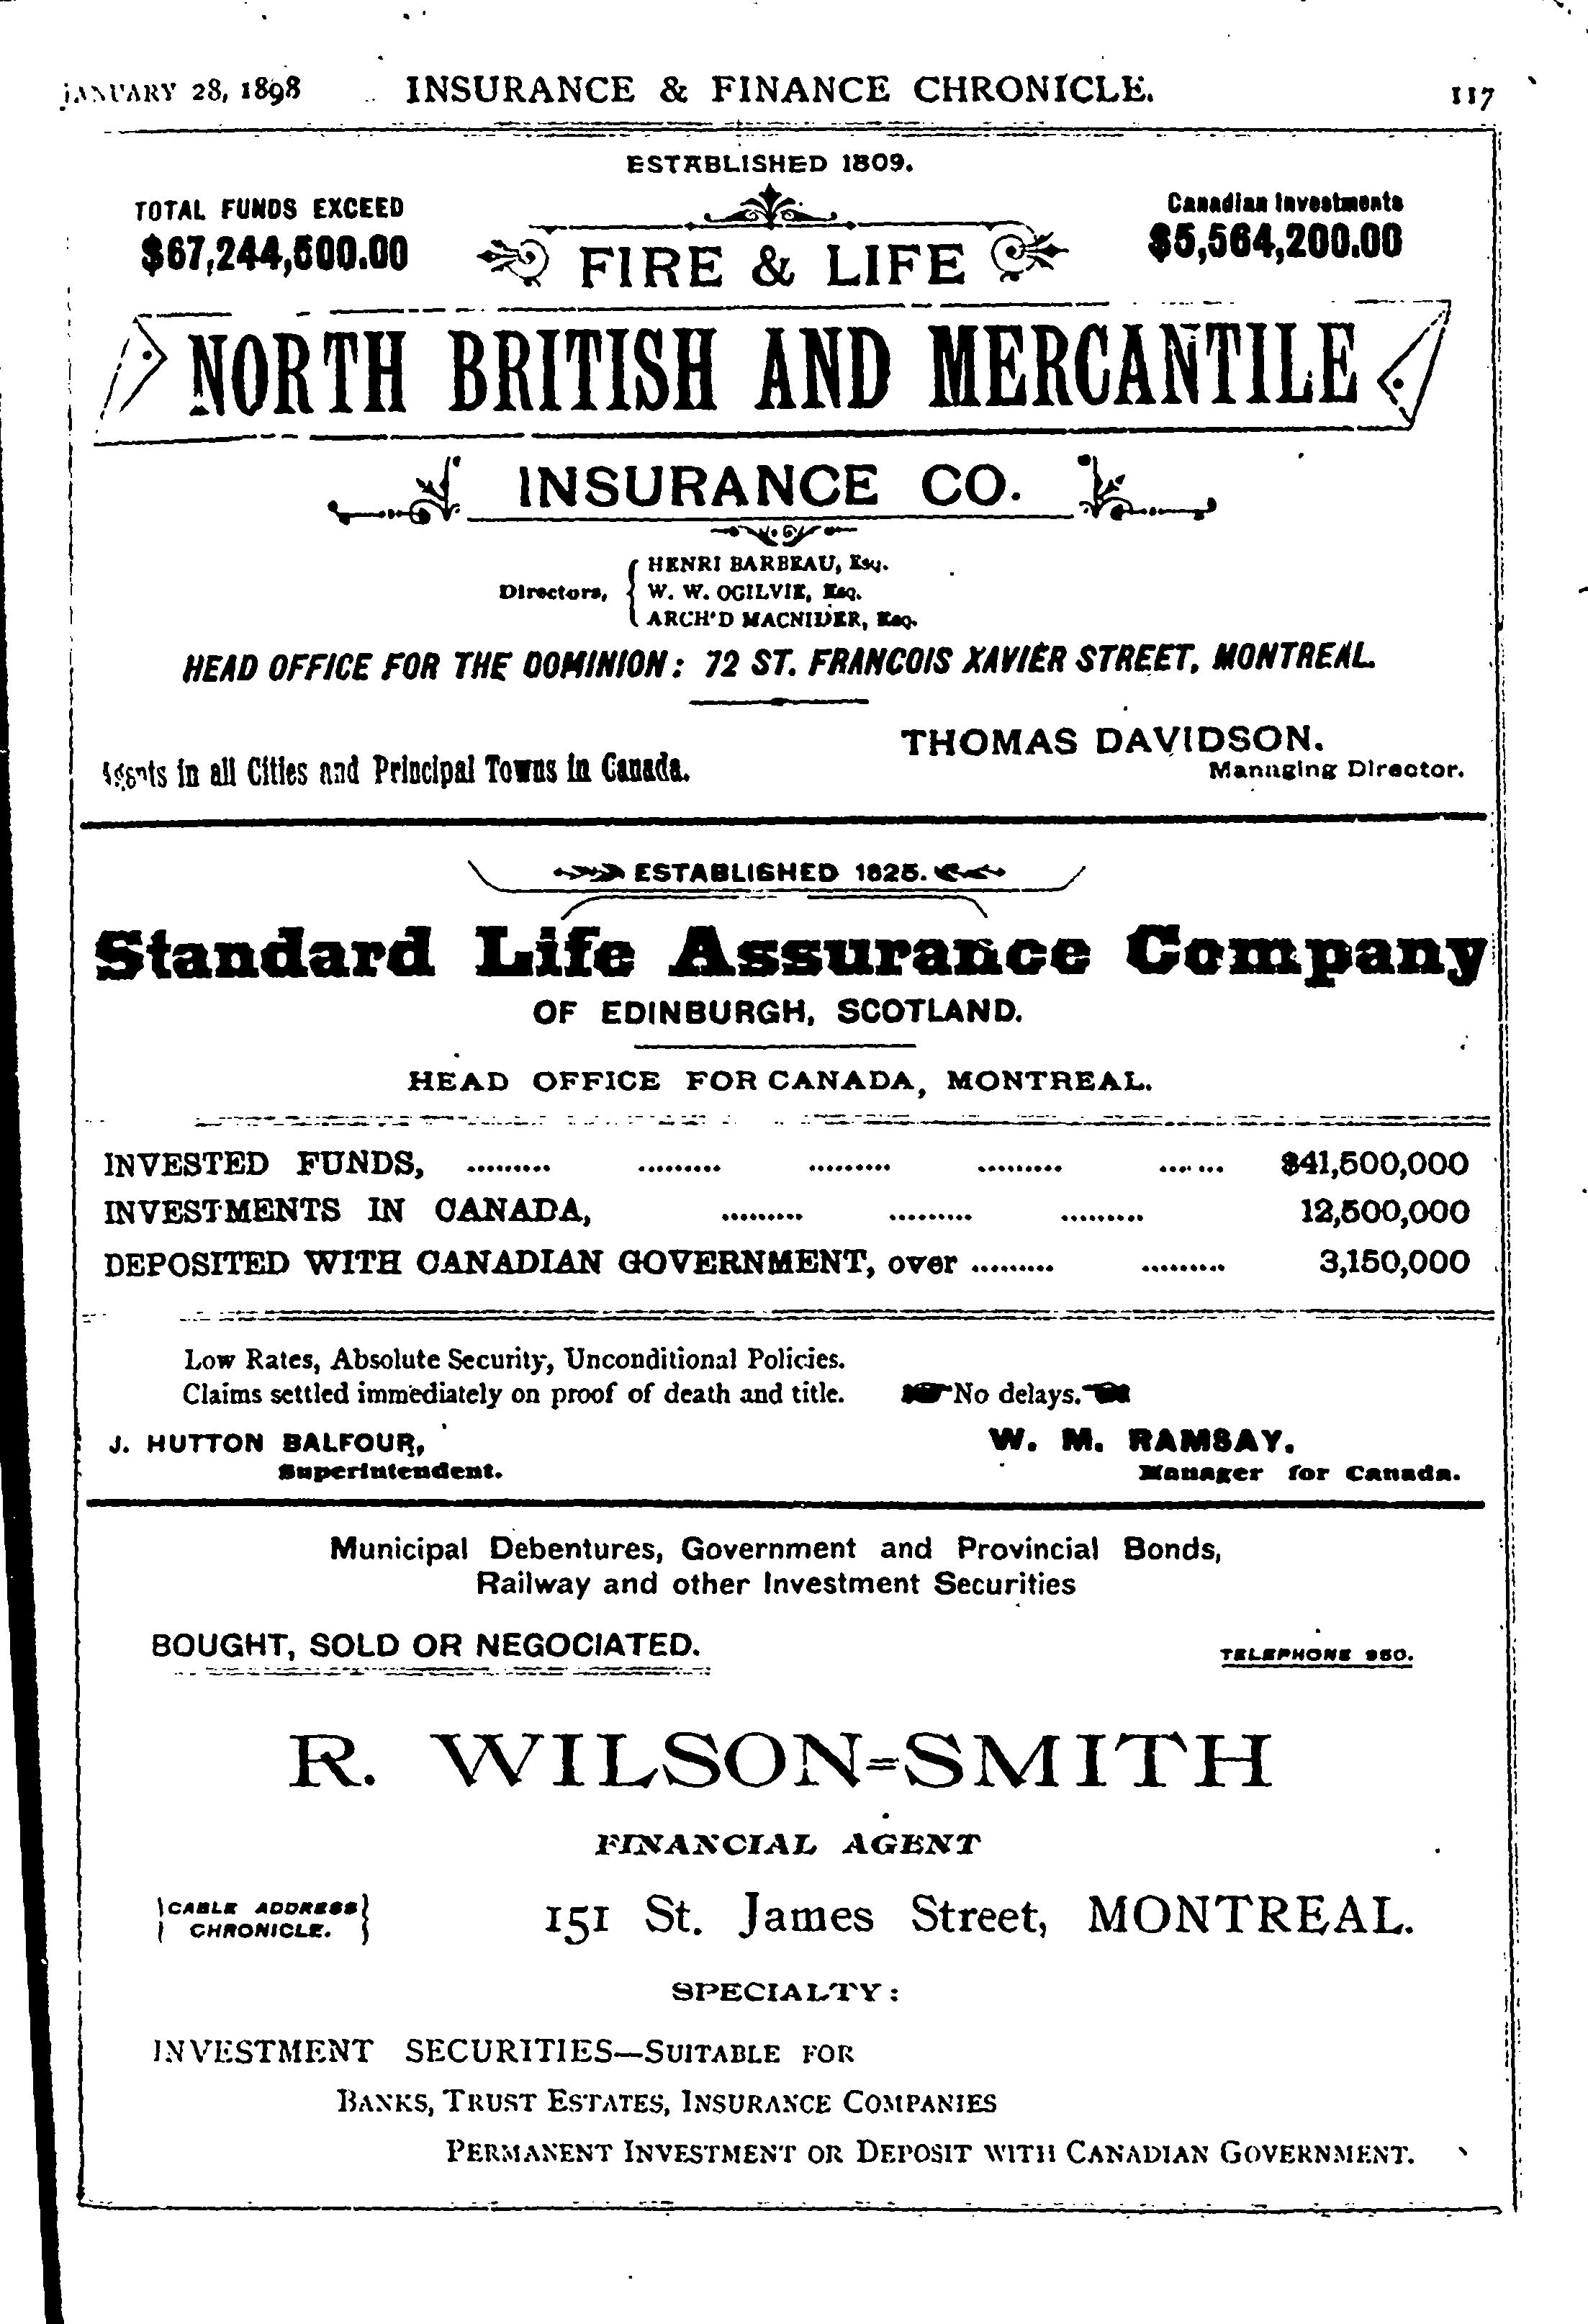 JANUARY 28, 1898 INSURANCE & FINANCE CHRONICLE. 117
ESTABLISHED 1809.
TOTAL FUNDS EXCEED
$67,244,500.00
Canadian Investments
$5,564,200.00
FIRE & LIFE
NORTH BRITISH AND MERCANTILE
INSURANCE CO.
Directors,
HENRI BARBEAU, Esq.
W. W. OGILVIE, Esq.
ARCH'D MACNIDER, Esq.
HEAD OFFICE FOR THE DOMINION: 72 ST. FRANCOIS XAVIER STREET, MONTREAL.
Agents in all Cities and Principal Towns in Canada.
THOMAS DAVIDSON.
Managing Director.
ESTABLISHED 1825.
Standard Life Assurance Company
OF EDINBURGH, SCOTLAND.
HEAD OFFICE FOR CANADA, MONTREAL.
INVESTED FUNDS, ......... ......... ......... ......... ...... $41,500,000
INVESTMENTS IN CANADA, ......... ......... ......... 12,500,000
DEPOSITED WITH CANADIAN GOVERNMENT, over ......... ......... 3,150,000
Low Rates, Absolute Security, Unconditional Policies.
Claims settled immediately on proof of death and title. No delays.
J. HUTTON BALFOUR,
Superintendent.
W. M. RAMSAY.
Manager for Canada.
Municipal Debentures, Government and Provincial Bonds,
Railway and other Investment Securities
BOUGHT, SOLD OR NEGOCIATED.
TELEPHONE 950.
R. WILSON=SMITH
FINANCIAL AGENT
CABLE ADDRESS
CHRONICLE.
151 St. James Street, MONTREAL.
SPECIALTY:
INVESTMENT SECURITIES—SUITABLE FOR
BANKS, TRUST ESTATES, INSURANCE COMPANIES
PERMANENT INVESTMENT OR DEPOSIT WITH CANADIAN GOVERNMENT.